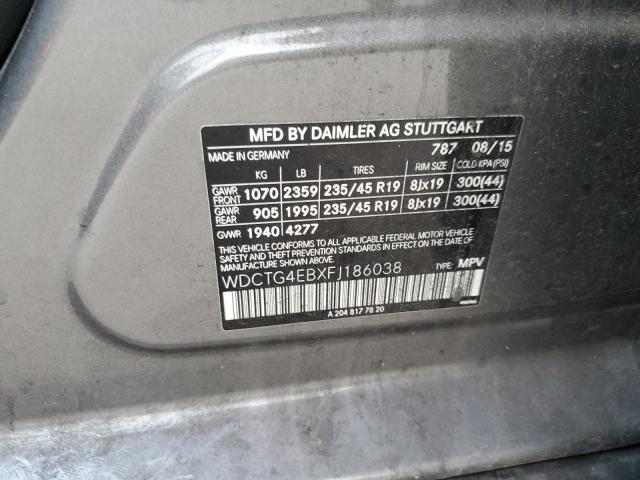 MFD BY DAIMLER AG STUTTGART
MADE IN GERMANY 787 08/15
KG LB TIRES RIM SIZE COLD KPA(PSI)
GAWR FRONT 1070 2359 235/45 R19 8Jx19 300(44)
GAWR REAR 905 1995 235/45 R19 8Jx19 300(44)
GVWR 1940 4277
THIS VEHICLE CONFORMS TO ALL APPLICABLE FEDERAL MOTOR VEHICLE
SAFETY STANDARDS IN EFFECT ON THE DATE OF
MANUFACTURE SHOWN ABOVE.
WDCTG4EBXFJ186038 TYPE: MPV
A 204 817 78 20